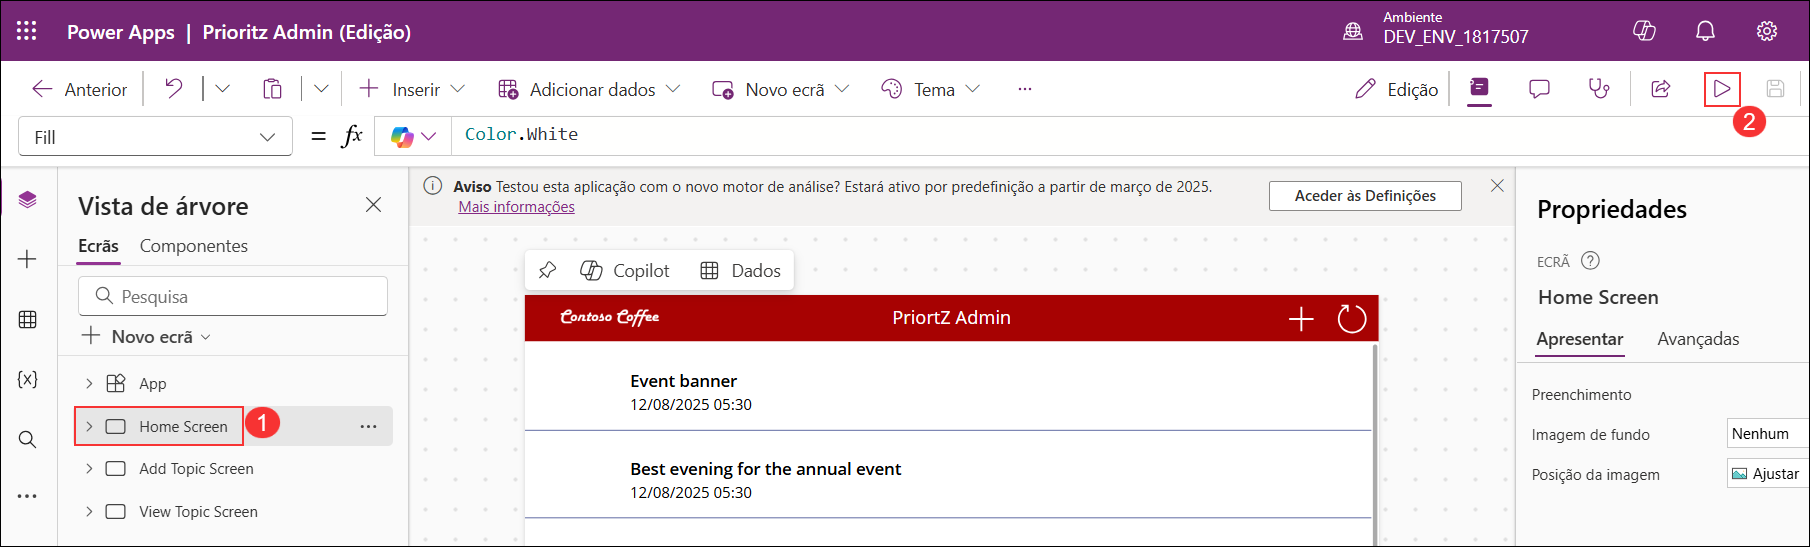 Power Apps | Prioritz Admin (Edição)
Ambiente
DEV_ENV_1817507
Anterior
Inserir
Adicionar dados
Novo ecrã
Tema
...
Edição
2
Fill
= fx
Color.White
Vista de árvore
Ecrãs
Componentes
Pesquisa
Novo ecrã
App
Home Screen
1
...
Add Topic Screen
View Topic Screen
Aviso Testou esta aplicação com o novo motor de análise? Estará ativo por predefinição a partir de março de 2025.
Mais informações
Aceder às Definições
Copilot
Dados
Contoso Coffee
PriortZ Admin
Event banner
12/08/2025 05:30
Best evening for the annual event
12/08/2025 05:30
Propriedades
ECRÃ
Home Screen
Apresentar
Avançadas
Preenchimento
Imagem de fundo
Nenhum
Posição da imagem
Ajustar